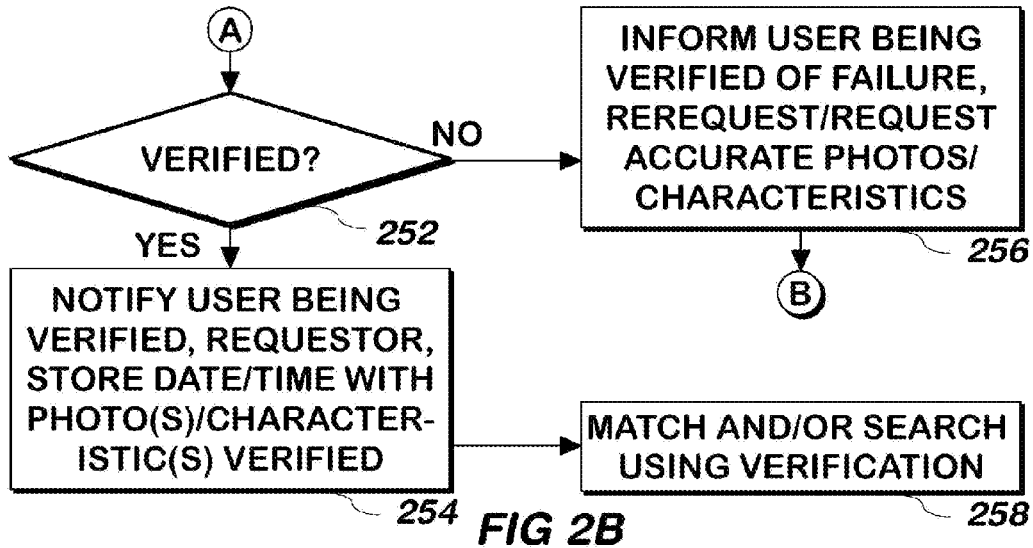 A
VERIFIED?
NO
252
YES
INFORM USER BEING
VERIFIED OF FAILURE,
REREQUEST/REQUEST
ACCURATE PHOTOS/
CHARACTERISTICS
256
B
NOTIFY USER BEING
VERIFIED, REQUESTOR,
STORE DATE/TIME WITH
PHOTO(S)/CHARACTER-
ISTIC(S) VERIFIED
254
MATCH AND/OR SEARCH
USING VERIFICATION
258
FIG 2B